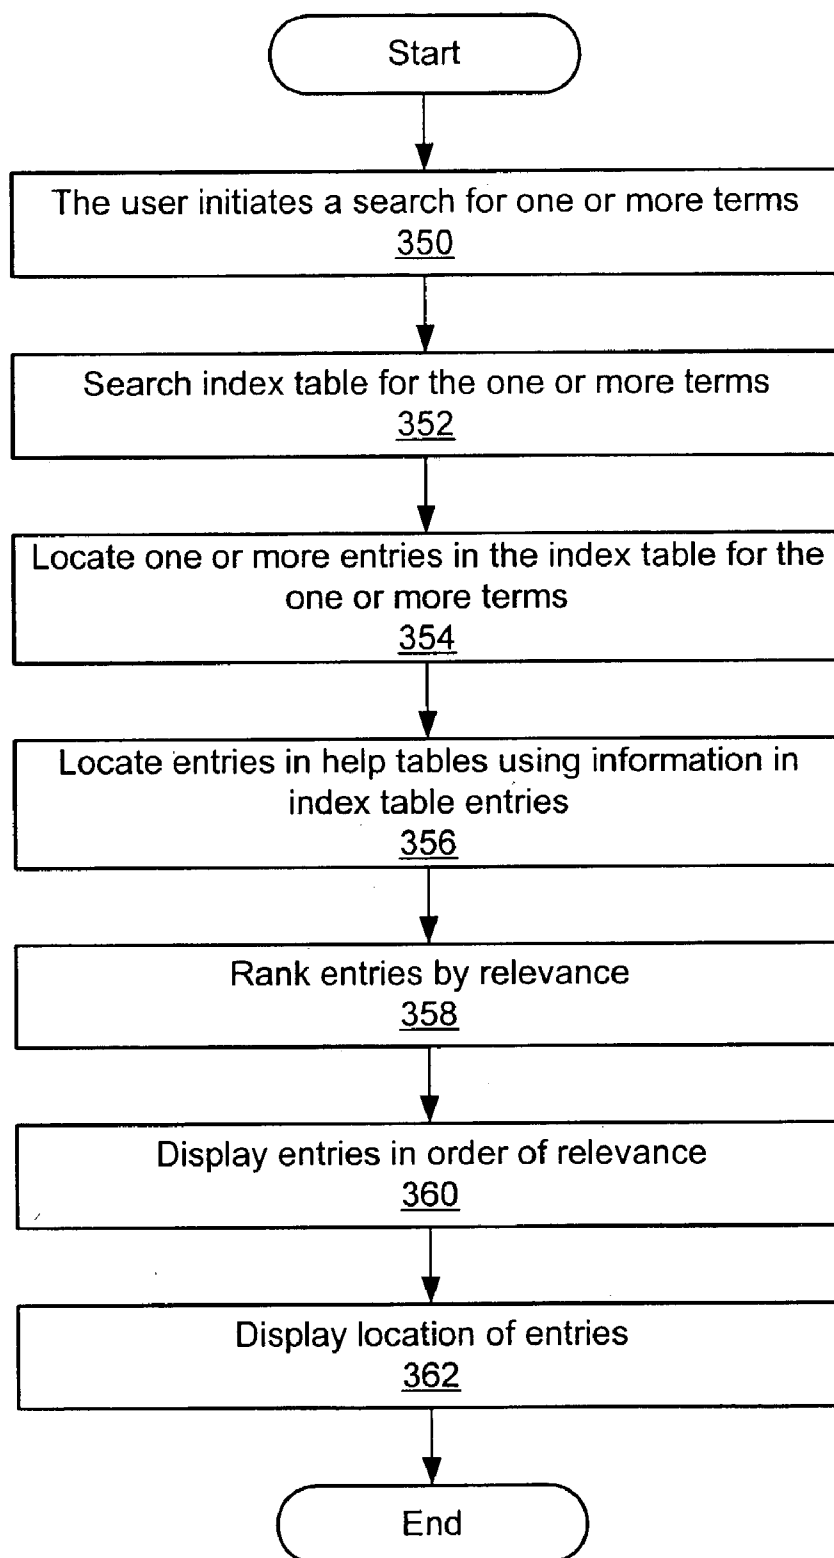 Start
The user initiates a search for one or more terms
350
Search index table for the one or more terms
352
Locate one or more entries in the index table for the
one or more terms
354
Locate entries in help tables using information in
index table entries
356
Rank entries by relevance
358
Display entries in order of relevance
360
Display location of entries
362
End